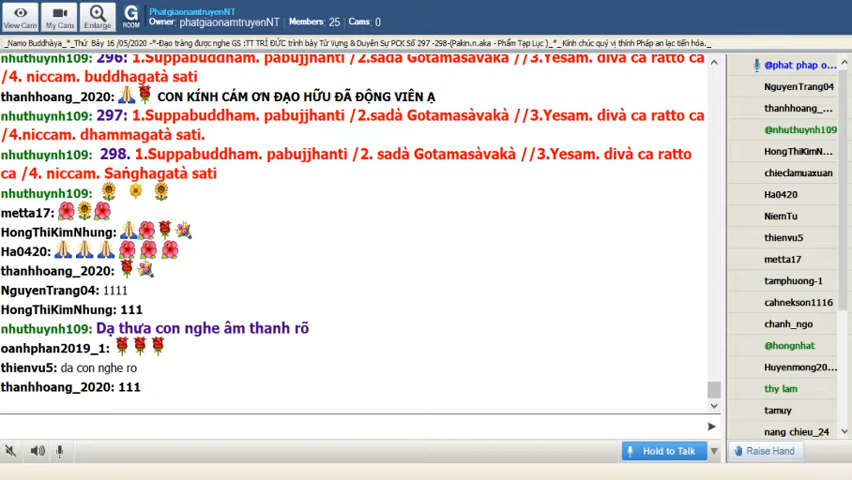 View Cam
My Cam
Enlarge
G ROOM
PhatgiaonamtruyenNT
Owner: phatgiaonamtruyenNT Members: 25 Cams: 0
_Namo Buddhàya_*_Thứ Bảy 16 /05/2020 -*-Đạo tràng được nghe GS :TT TRÍ ĐỨC trình bày Từ Vựng & Duyên Sự PCK Số 297 -298-(Pakin.n.aka - Phẩm Tạp Lục )_*_ Kính chúc quý vị thính Pháp an lạc tiến hóa._
nhuthuynh109: 296: 1.Suppabuddham. pabujjhanti /2.sadà Gotamasàvakà //3.Yesam. divà ca ratto ca
/4. niccam. buddhagatà sati
thanhhoang_2020: CON KÍNH CÁM ƠN ĐẠO HỮU ĐÃ ĐỘNG VIÊN Ạ
nhuthuynh109: 297: 1.Suppabuddham. pabujjhanti /2.sadà Gotamasàvakà //3.Yesam. divà ca ratto ca
/4.niccam. dhammagatà sati.
nhuthuynh109: 298. 1.Suppabuddham. pabujjhanti /2. sadà Gotamasàvakà //3.Yesam. divà ca ratto
ca /4. niccam. Saṅghagatà sati
nhuthuynh109:
metta17:
HongThiKimNhung:
Ha0420:
thanhhoang_2020:
NguyenTrang04: 1111
HongThiKimNhung: 111
nhuthuynh109: Dạ thưa con nghe âm thanh rõ
oanhphan2019_1:
thienvu5: da con nghe ro
thanhhoang_2020: 111
@phat phap o...
NguyenTrang04
thanhhoang_...
@nhuthuynh109
HongThiKimN...
chieclamuaxuan
Ha0420
NiemTu
thienvu5
metta17
tamphuong-1
cahnekson1116
chanh_ngo
@hongnhat
Huyenmong20...
thy lam
tamuy
nang chieu_24
Hold to Talk
Raise Hand